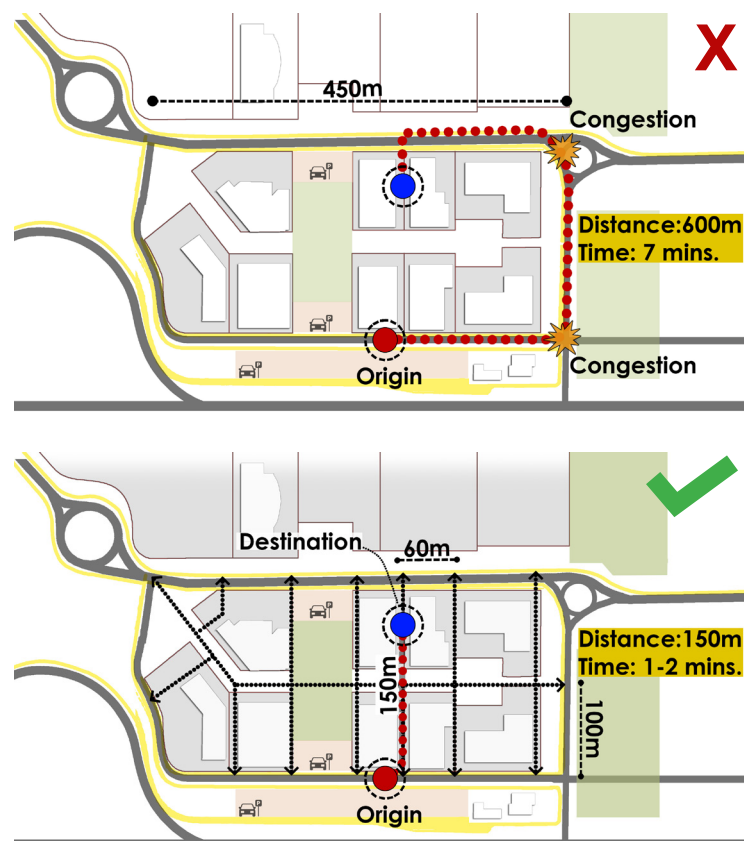 X
450m
Congestion
Distance:600m
Time: 7 mins.
Origin
Congestion
Destination
60m
Distance:150m
Time: 1-2 mins.
150m
100m
Origin